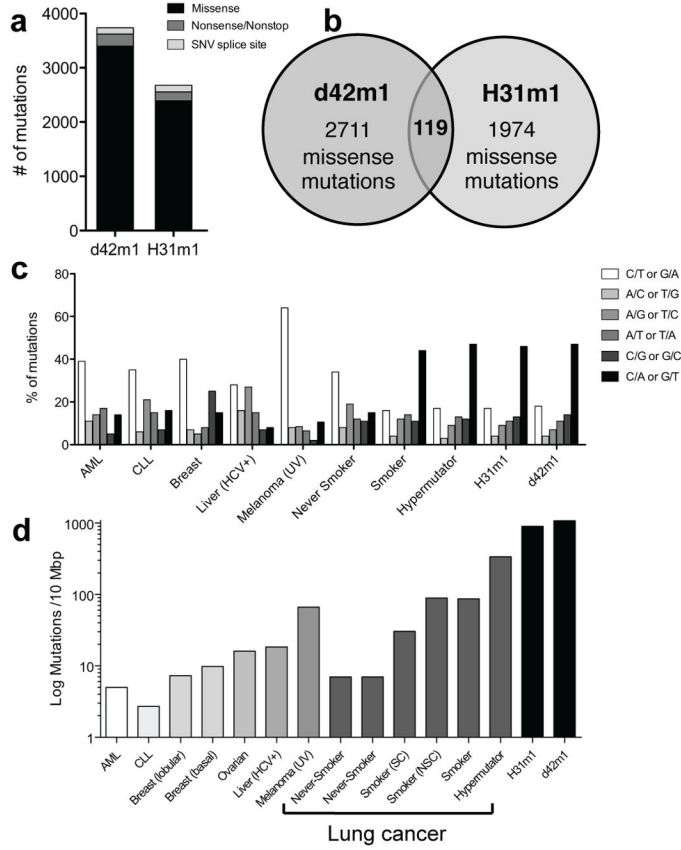 a
# of mutations
4000
3000
2000
1000
0
d42m1 H31m1
Missense
Nonsense/Nonstop
SNV splice site
b
d42m1
2711
missense
mutations
119
H31m1
1974
missense
mutations
c
% of mutations
80
60
40
20
0
AML
CLL
Breast
Liver (HCV+)
Melanoma (UV)
Never Smoker
Smoker
Hypermutator
H31m1
d42m1
C/T or G/A
A/C or T/G
A/G or T/C
A/T or T/A
C/G or G/C
C/A or G/T
d
Log Mutations /10 Mbp
1000
100
10
1
AML
CLL
Breast (lobular)
Breast (basal)
Ovarian
Liver (HCV+)
Melanoma (UV)
Never-Smoker
Never-Smoker
Smoker (SC)
Smoker (NSC)
Smoker
Hypermutator
H31m1
d42m1
Lung cancer